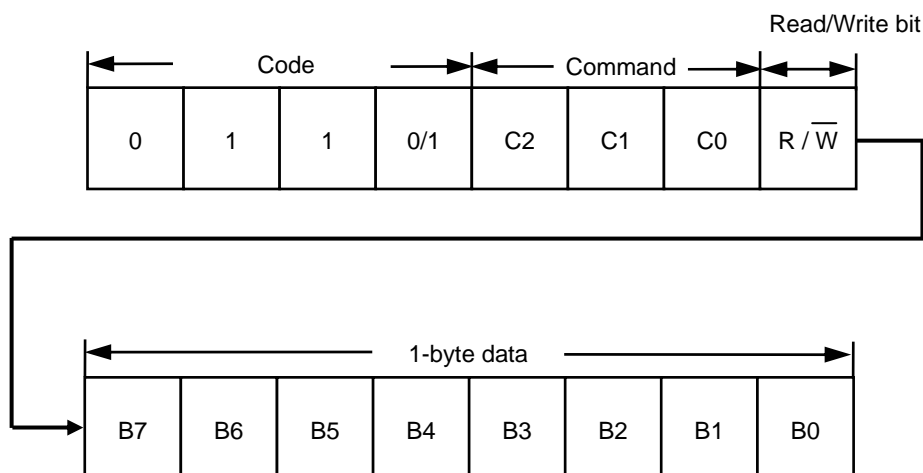 Read/Write bit
Code Command
0 1 1 0/1 C2 C1 C0 R / W̅
1-byte data
B7 B6 B5 B4 B3 B2 B1 B0